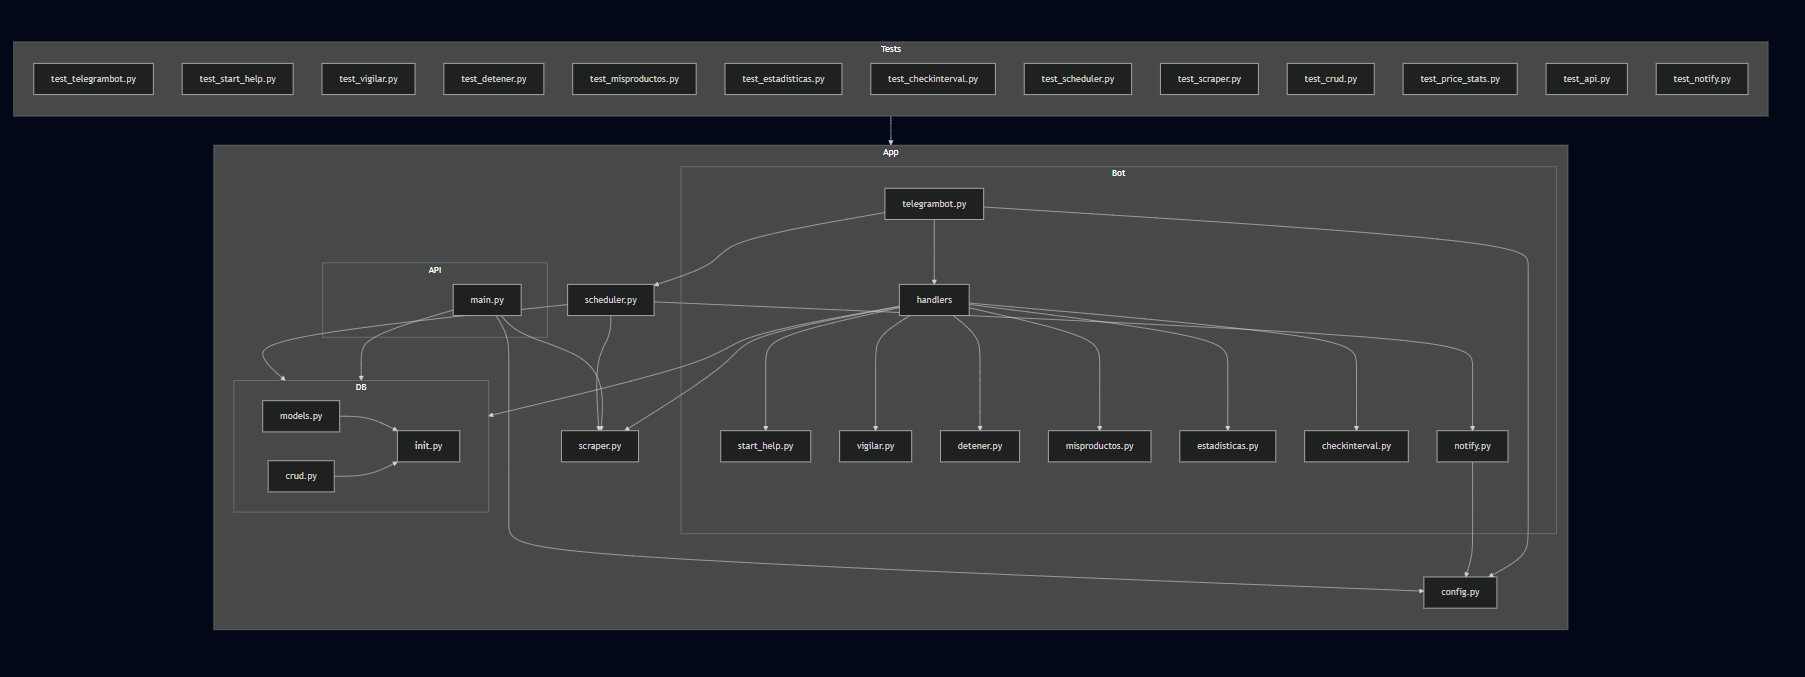 Tests
test_telegrambot.py
test_start_help.py
test_vigilar.py
test_detener.py
test_misproductos.py
test_estadisticas.py
test_checkinterval.py
test_scheduler.py
test_scraper.py
test_crud.py
test_price_stats.py
test_api.py
test_notify.py
App
Bot
telegrambot.py
API
main.py
scheduler.py
handlers
DB
models.py
init.py
crud.py
scraper.py
start_help.py
vigilar.py
detener.py
misproductos.py
estadisticas.py
checkinterval.py
notify.py
config.py